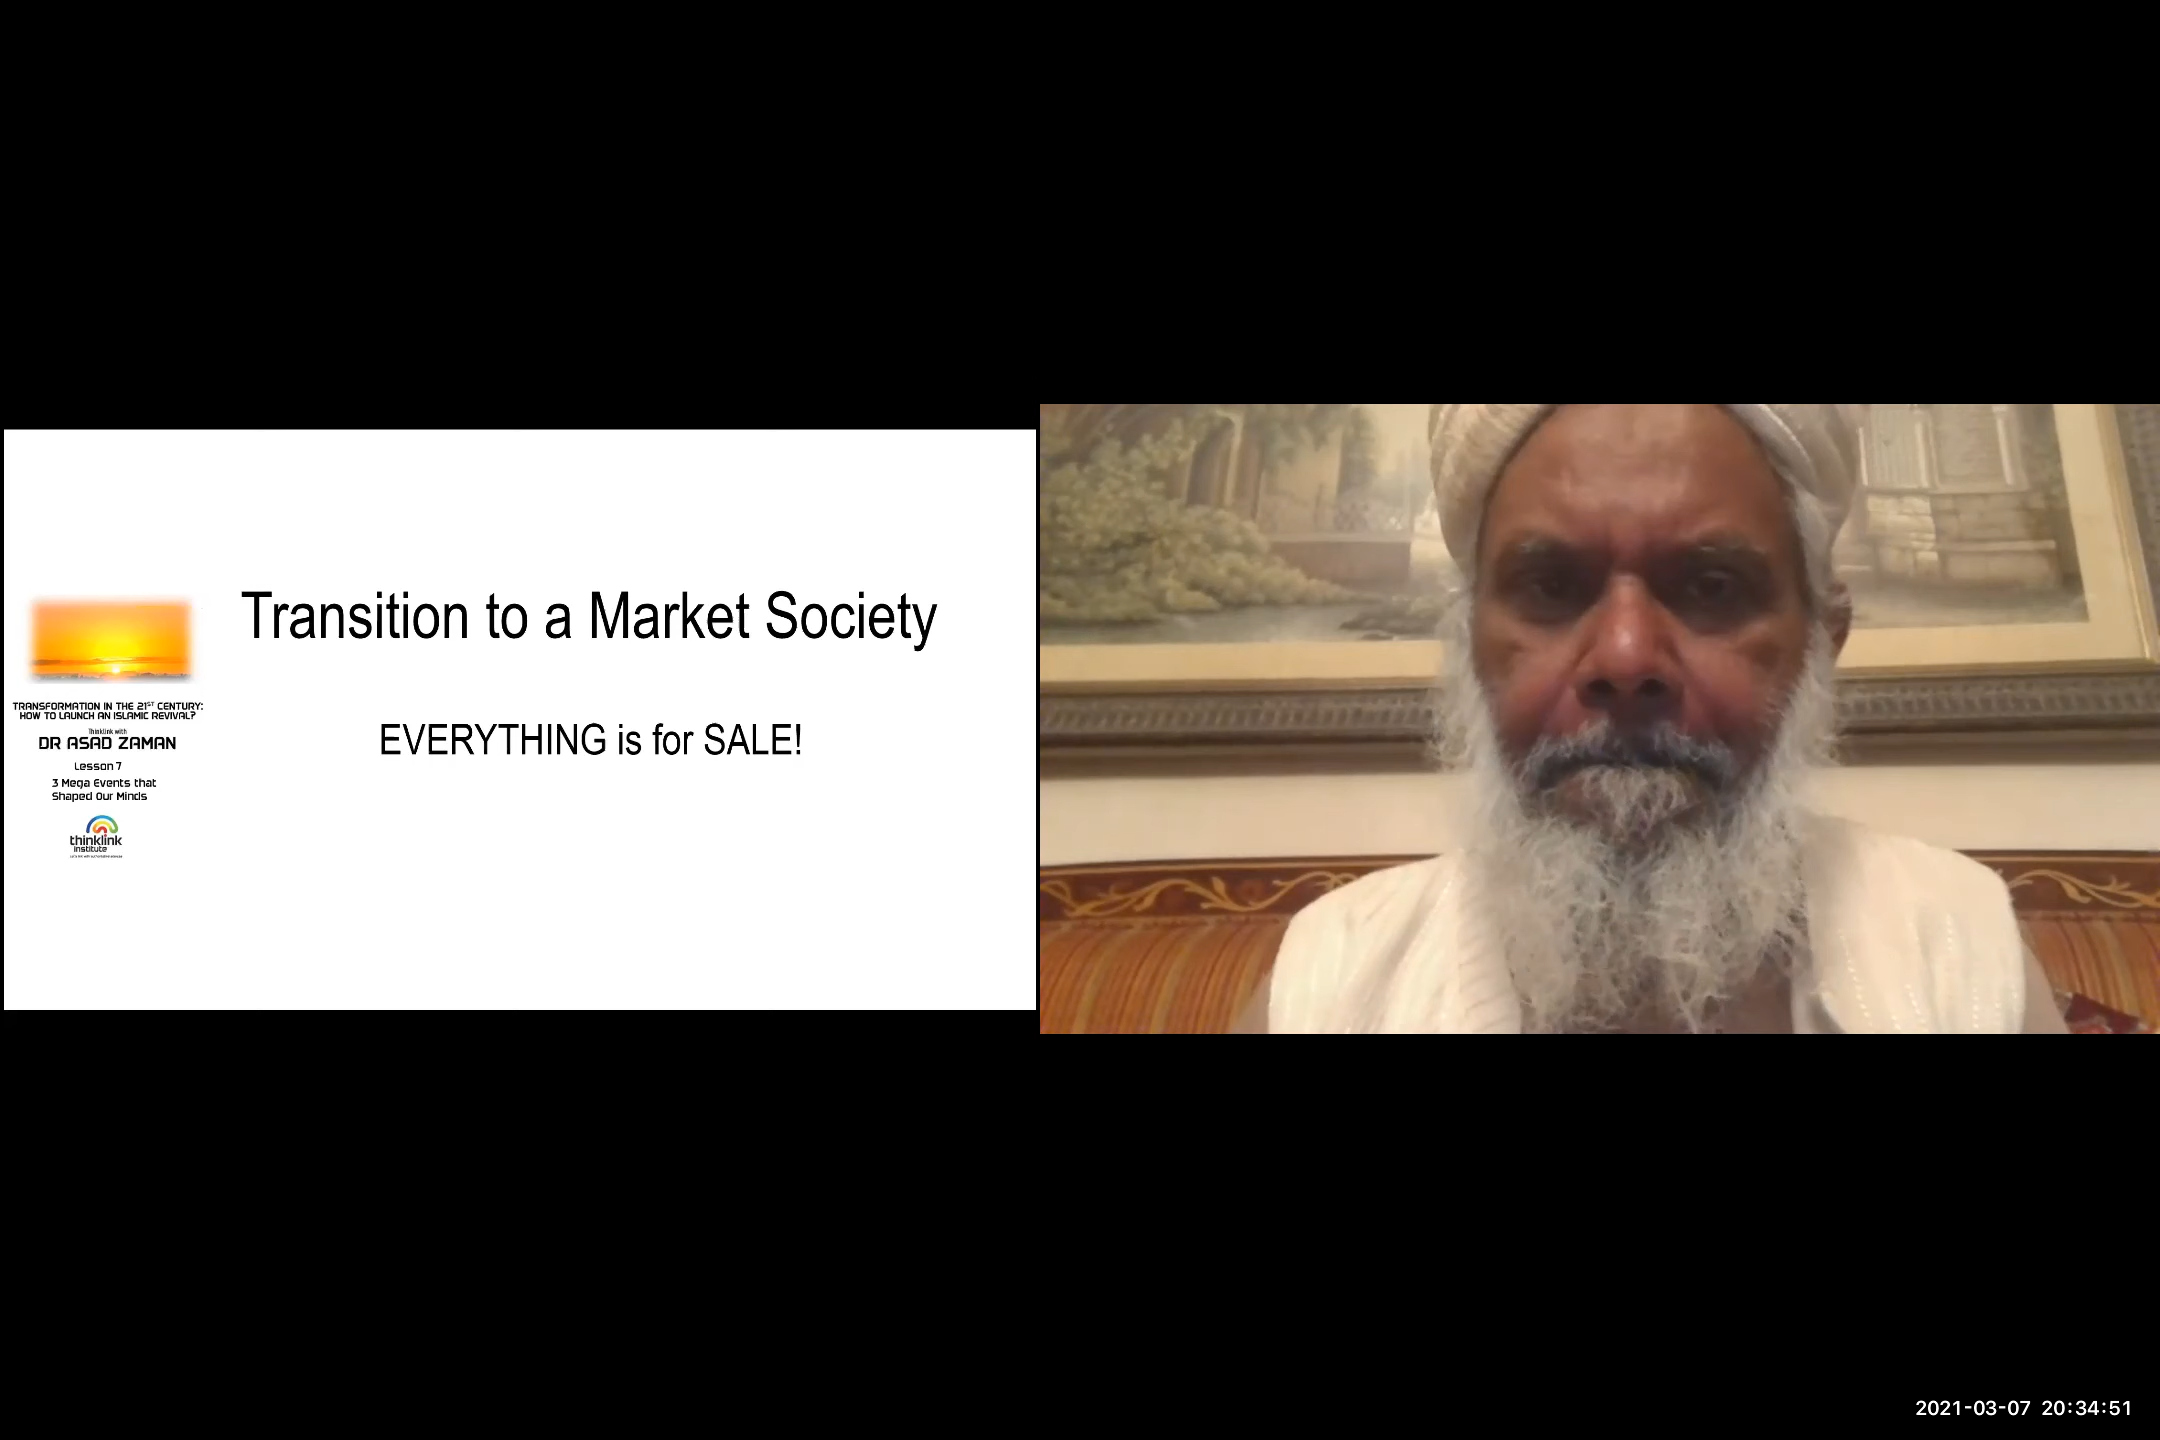 Transition to a Market Society
EVERYTHING is for SALE!
TRANSFORMATION IN THE 21ST CENTURY:
HOW TO LAUNCH AN ISLAMIC REVIVAL?
Thinklink with
DR ASAD ZAMAN
Lesson 7
3 Mega Events that
Shaped Our Minds
thinklink
institute
2021-03-07 20:34:51